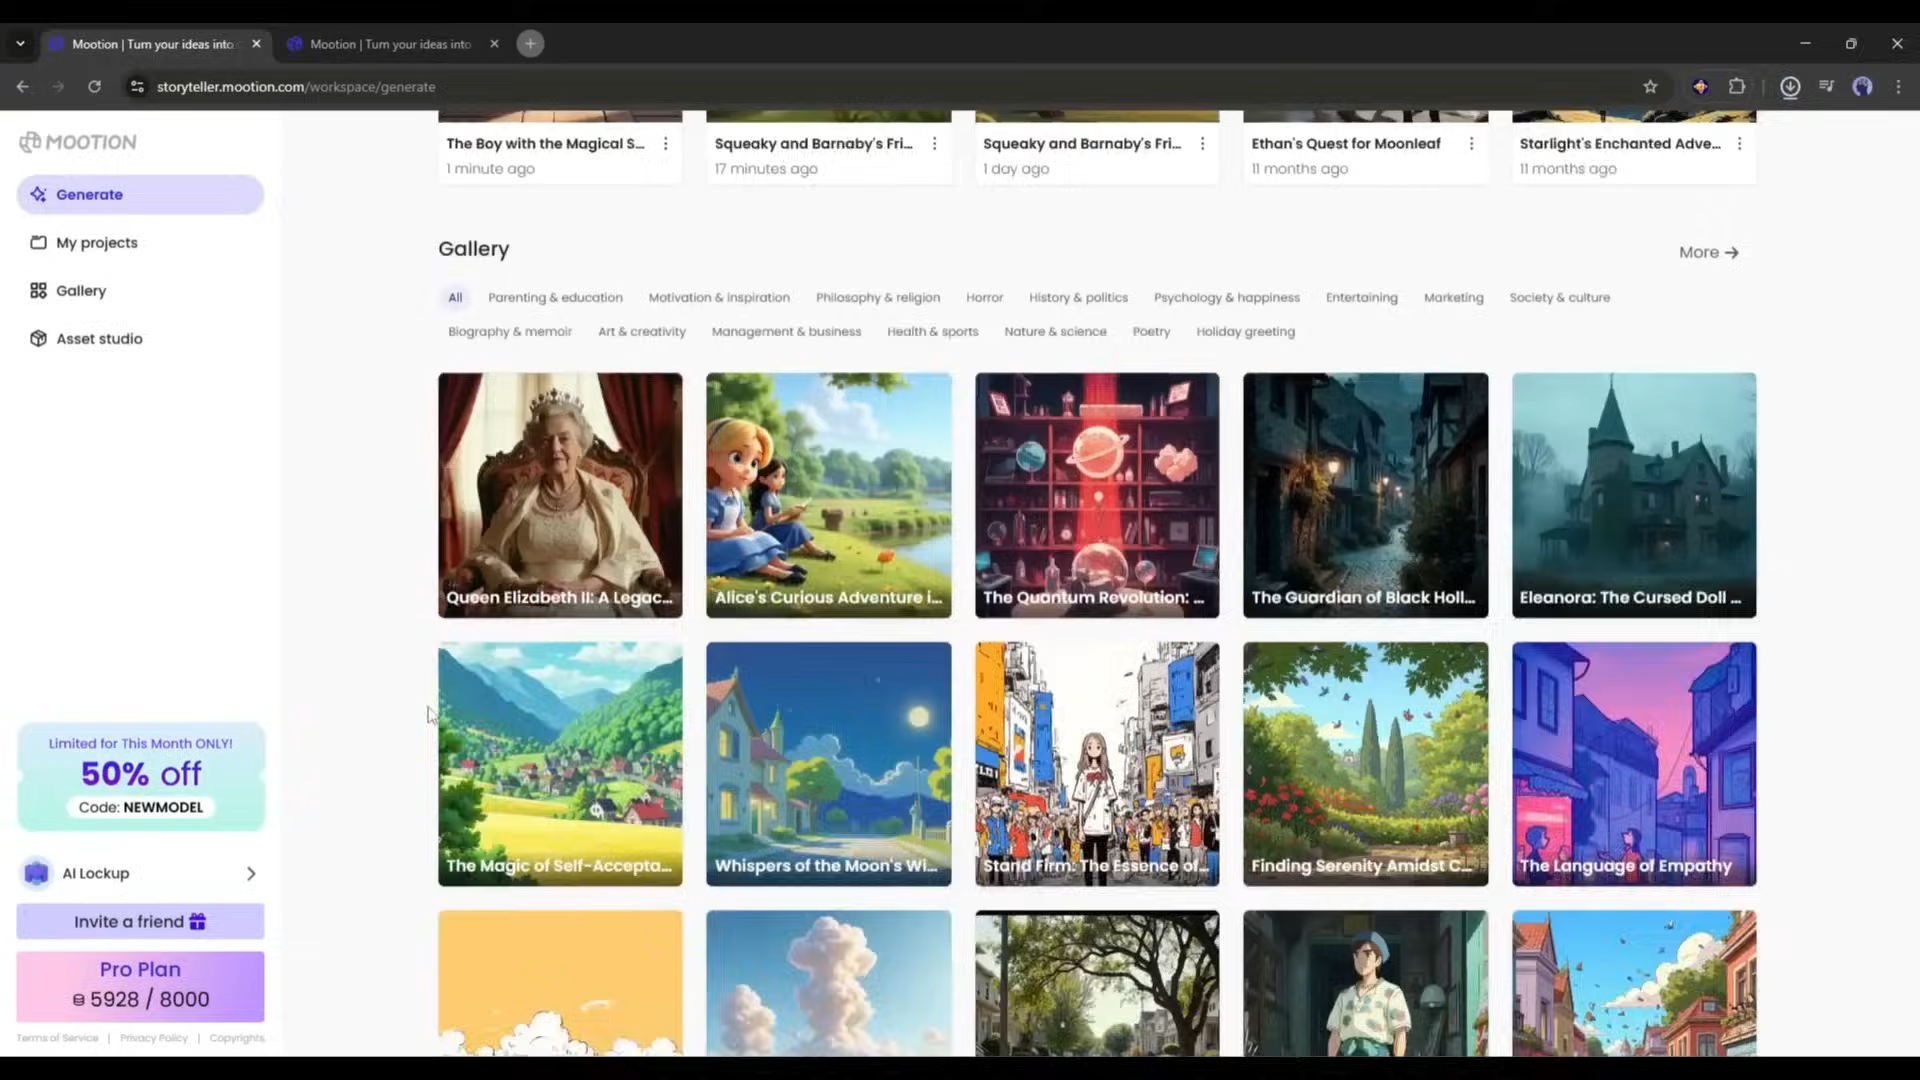 Mootion | Turn your ideas into
Mootion | Turn your ideas into
storyteller.mootion.com/workspace/generate
MOOTION
Generate
My projects
Gallery
Asset studio
Limited for This Month ONLY!
50% off
Code: NEWMODEL
AI Lockup
Invite a friend
Pro Plan
5928 / 8000
Terms of Service | Privacy Policy | Copyrights
The Boy with the Magical S...
1 minute ago
Squeaky and Barnaby's Fri...
17 minutes ago
Squeaky and Barnaby's Fri...
1 day ago
Ethan's Quest for Moonleaf
11 months ago
Starlight's Enchanted Adve...
11 months ago
Gallery
More →
All Parenting & education Motivation & inspiration Philosophy & religion Horror History & politics Psychology & happiness Entertaining Marketing Society & culture
Biography & memoir Art & creativity Management & business Health & sports Nature & science Poetry Holiday greeting
Queen Elizabeth II: A Legac...
Alice's Curious Adventure i...
The Quantum Revolution: ...
The Guardian of Black Holl...
Eleanora: The Cursed Doll ...
The Magic of Self-Accepta...
Whispers of the Moon's Wi...
Stand Firm: The Essence of...
Finding Serenity Amidst C...
The Language of Empathy